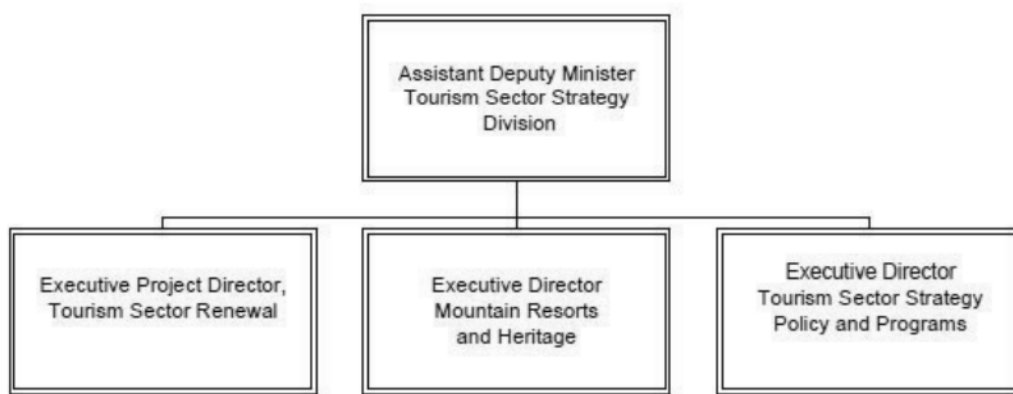 Assistant Deputy Minister
Tourism Sector Strategy
Division
Executive Project Director,
Tourism Sector Renewal
Executive Director
Mountain Resorts
and Heritage
Executive Director
Tourism Sector Strategy
Policy and Programs